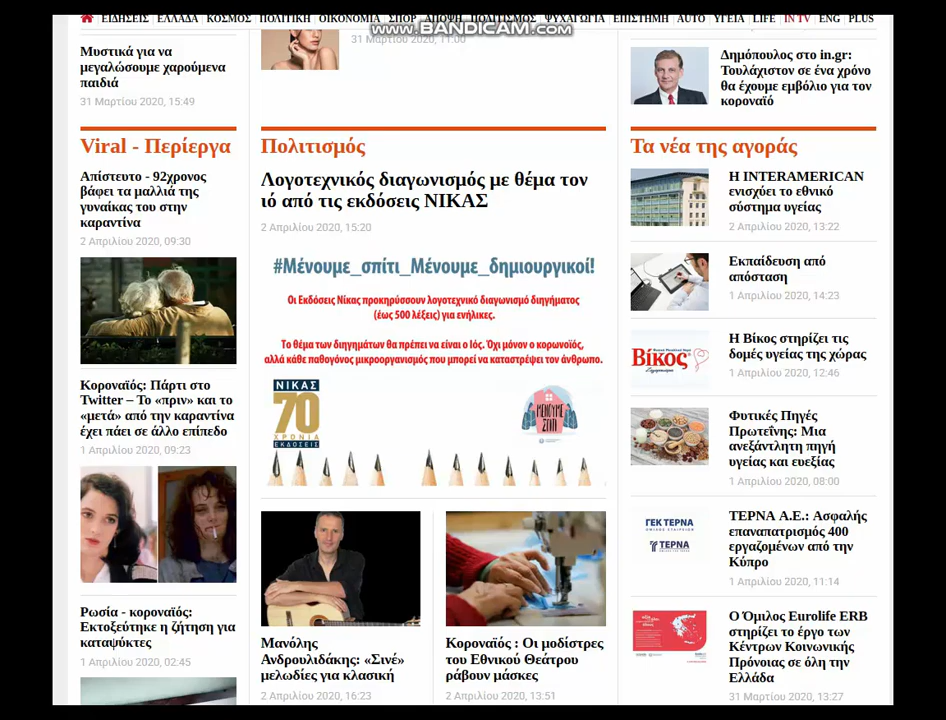 ΕΙΔΗΣΕΙΣ ΕΛΛΑΔΑ ΚΟΣΜΟΣ ΠΟΛΙΤΙΚΗ ΟΙΚΟΝΟΜΙΑ ΣΠΟΡ ΑΠΟΨΗ ΠΟΛΙΤΙΣΜΟΣ ΨΥΧΑΓΩΓΙΑ ΕΠΙΣΤΗΜΗ AUTO ΥΓΕΙΑ LIFE IN TV ENG PLUS
www.BANDICAM.com
Μυστικά για να
μεγαλώσουμε χαρούμενα
παιδιά
31 Μαρτίου 2020, 15:49
Viral - Περίεργα
Απίστευτο - 92χρονος
βάφει τα μαλλιά της
γυναίκας του στην
καραντίνα
2 Απριλίου 2020, 09:30
Κοροναϊός: Πάρτι στο
Twitter – Το «πριν» και το
«μετά» από την καραντίνα
έχει πάει σε άλλο επίπεδο
1 Απριλίου 2020, 09:23
Ρωσία - κοροναϊός:
Εκτοξεύτηκε η ζήτηση για
καταψύκτες
1 Απριλίου 2020, 02:45
31 Μαρτίου 2020, 11:00
Πολιτισμός
Λογοτεχνικός διαγωνισμός με θέμα τον
ιό από τις εκδόσεις ΝΙΚΑΣ
2 Απριλίου 2020, 15:20
#Μένουμε_σπίτι_Μένουμε_δημιουργικοί!
Οι Εκδόσεις Νίκας προκηρύσσουν λογοτεχνικό διαγωνισμό διηγήματος
(έως 500 λέξεις) για ενήλικες.
Το θέμα των διηγημάτων θα πρέπει να είναι ο Ιός. Όχι μόνον ο κορωνοϊός,
αλλά κάθε παθογόνος μικροοργανισμός που μπορεί να καταστρέψει τον άνθρωπο.
ΝΙΚΑΣ
70
ΧΡΟΝΙΑ
ΕΚΔΟΣΕΙΣ
ΜΕΝΟΥΜΕ
ΣΠΙΤΙ
Μανόλης
Ανδρουλιδάκης: «Σινέ»
μελωδίες για κλασική
2 Απριλίου 2020, 16:23
Κοροναϊός : Οι μοδίστρες
του Εθνικού Θεάτρου
ράβουν μάσκες
2 Απριλίου 2020, 13:51
Δημόπουλος στο in.gr:
Τουλάχιστον σε ένα χρόνο
θα έχουμε εμβόλιο για τον
κοροναϊό
Τα νέα της αγοράς
Η INTERAMERICAN
ενισχύει το εθνικό
σύστημα υγείας
2 Απριλίου 2020, 13:22
Εκπαίδευση από
απόσταση
1 Απριλίου 2020, 14:23
Βίκος
Η Βίκος στηρίζει τις
δομές υγείας της χώρας
1 Απριλίου 2020, 12:46
Φυτικές Πηγές
Πρωτεΐνης: Μια
ανεξάντλητη πηγή
υγείας και ευεξίας
1 Απριλίου 2020, 08:00
ΓΕΚ ΤΕΡΝΑ
ΤΕΡΝΑ
ΤΕΡΝΑ Α.Ε.: Ασφαλής
επαναπατρισμός 400
εργαζομένων από την
Κύπρο
1 Απριλίου 2020, 11:14
Ο Όμιλος Eurolife ERB
στηρίζει το έργο των
Κέντρων Κοινωνικής
Πρόνοιας σε όλη την
Ελλάδα
31 Μαρτίου 2020, 13:27